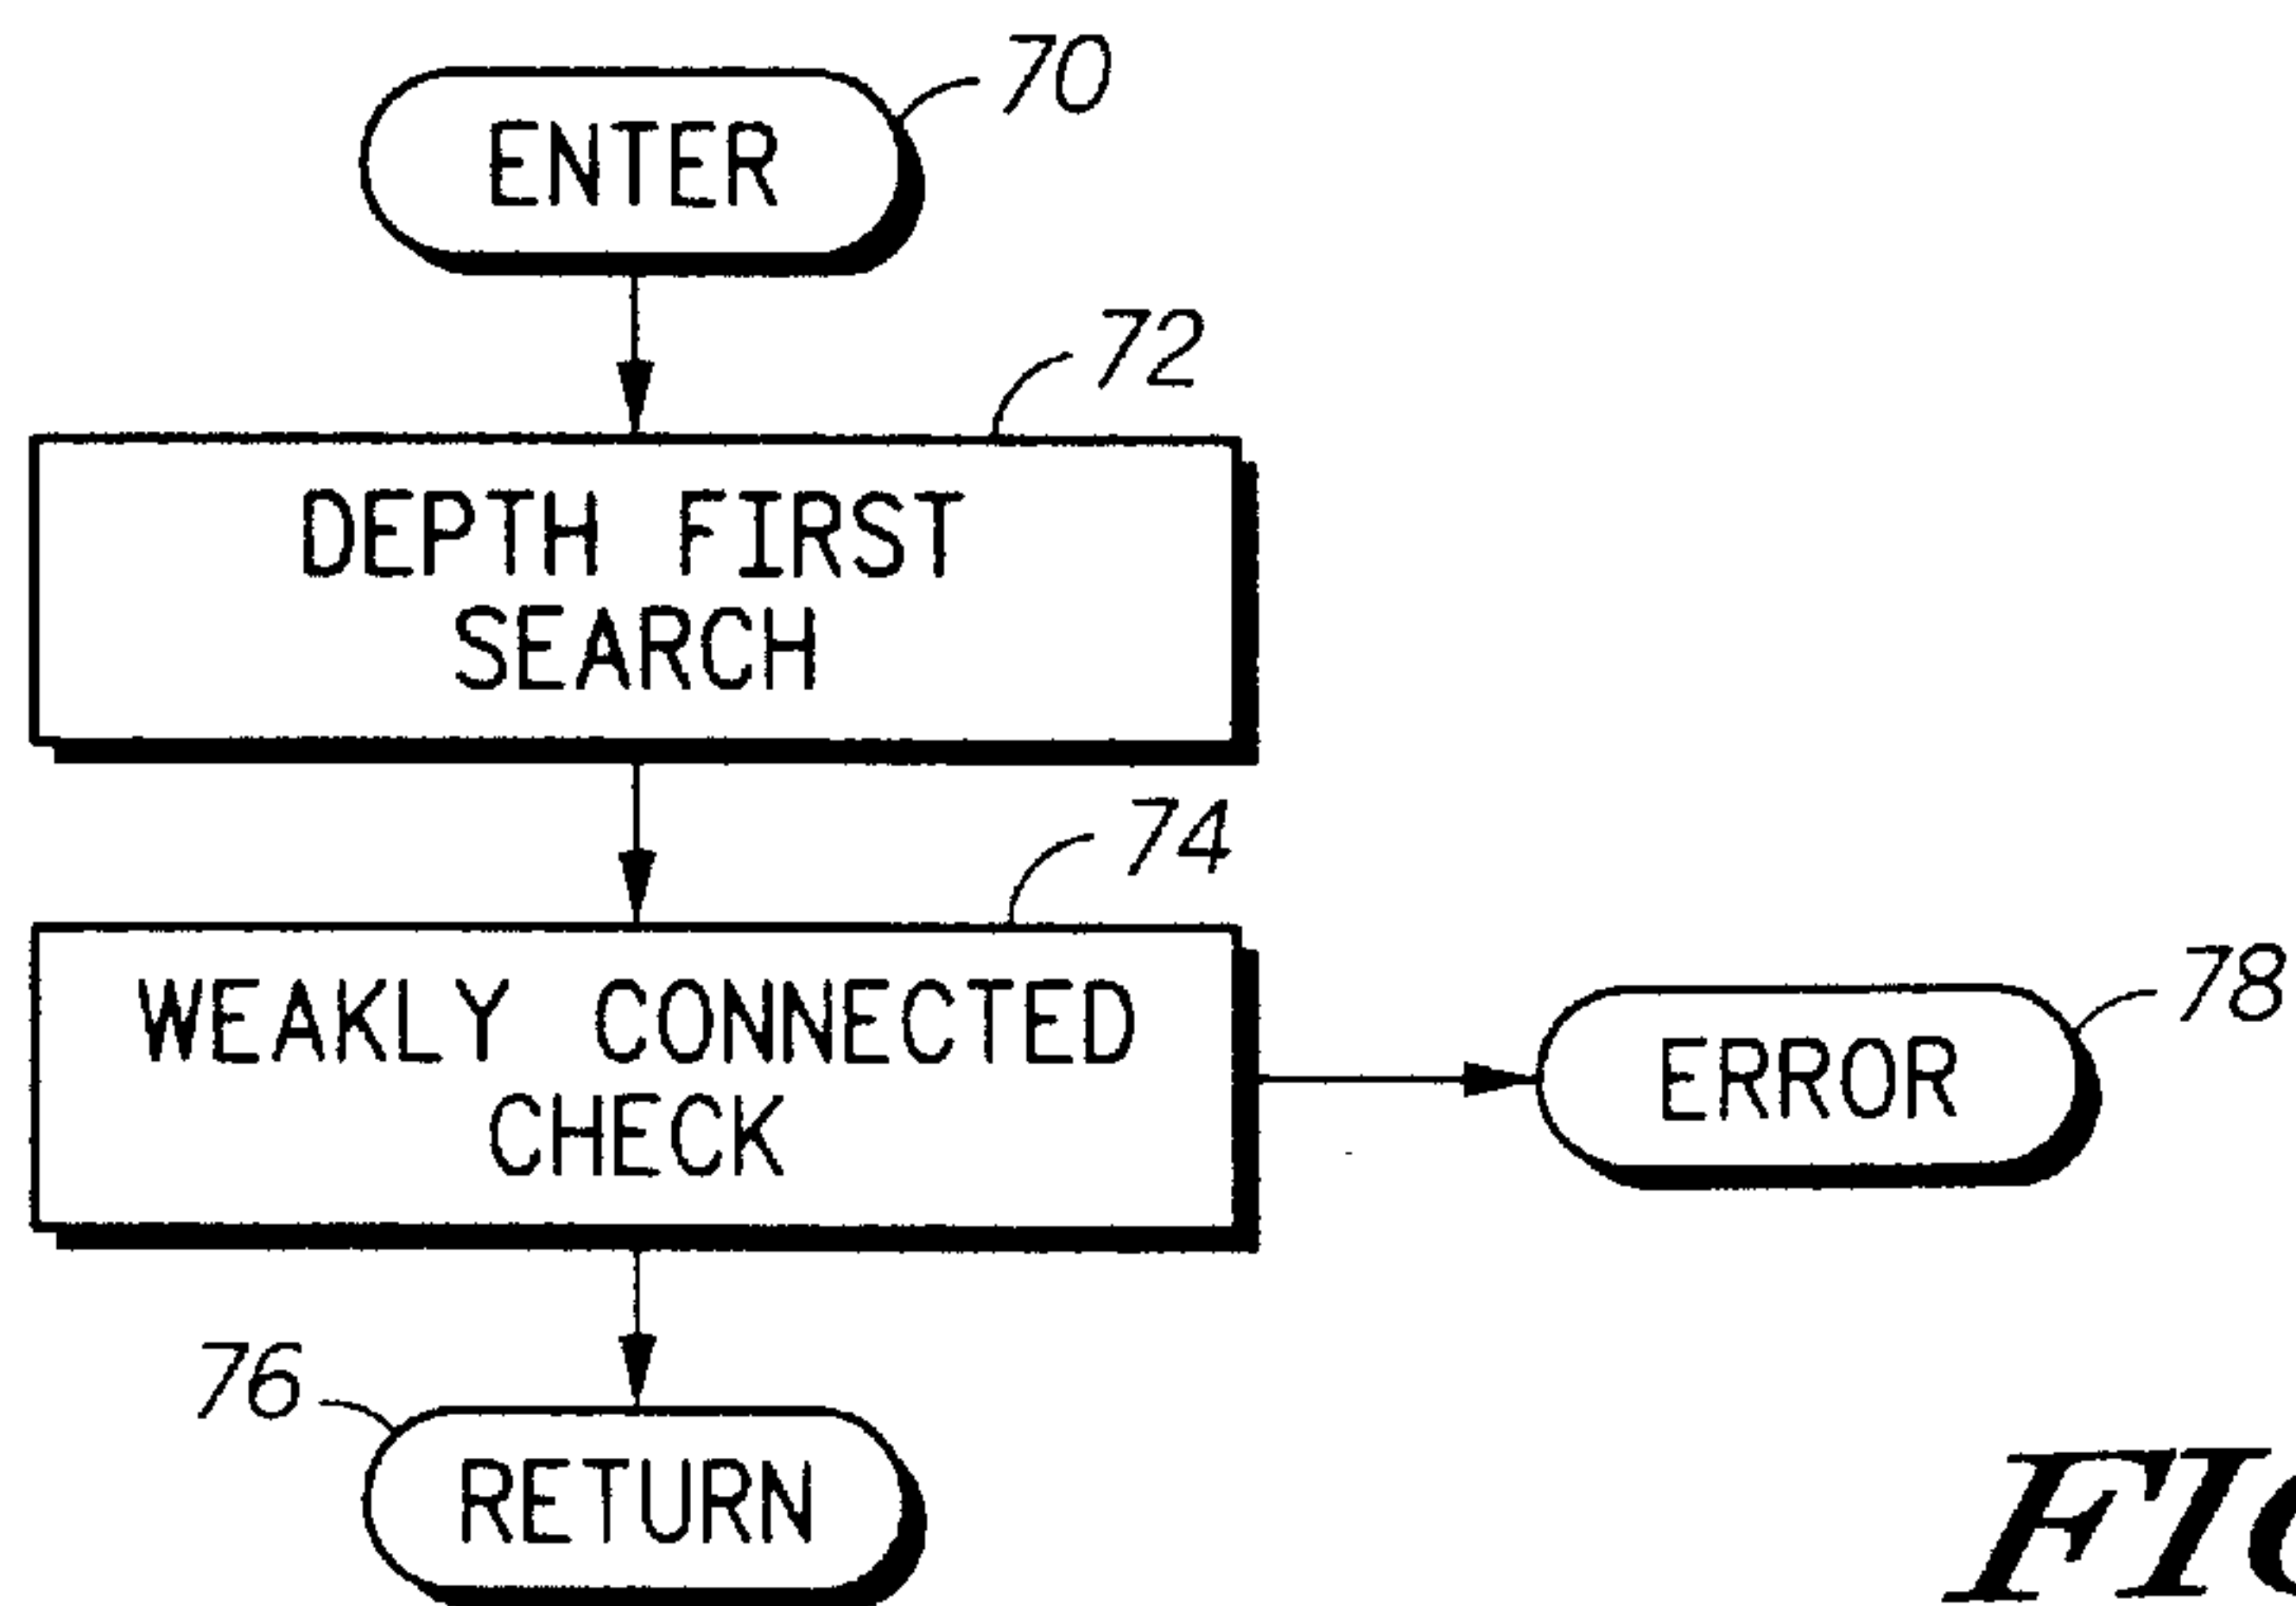 70
ENTER
72
DEPTH FIRST
SEARCH
74
WEAKLY CONNECTED
CHECK
78
ERROR
76
RETURN